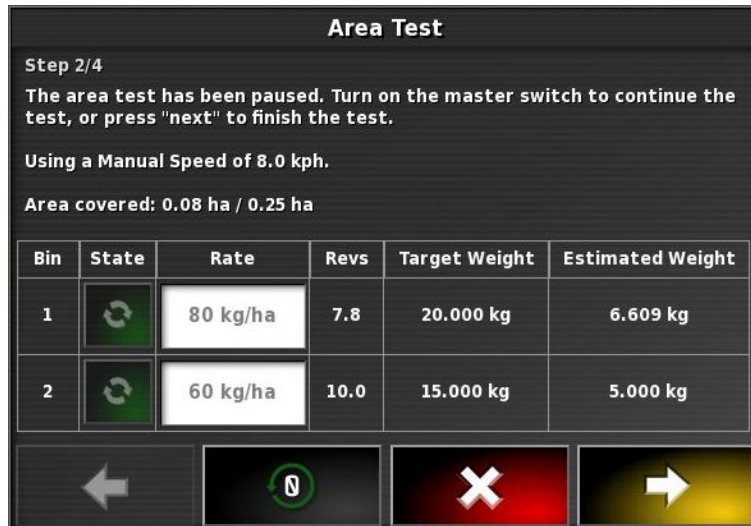 Area Test
Step 2/4
The area test has been paused. Turn on the master switch to continue the
test, or press "next" to finish the test.
Using a Manual Speed of 8.0 kph.
Area covered: 0.08 ha / 0.25 ha
Bin State Rate Revs Target Weight Estimated Weight
1 80 kg/ha 7.8 20.000 kg 6.609 kg
2 60 kg/ha 10.0 15.000 kg 5.000 kg
0